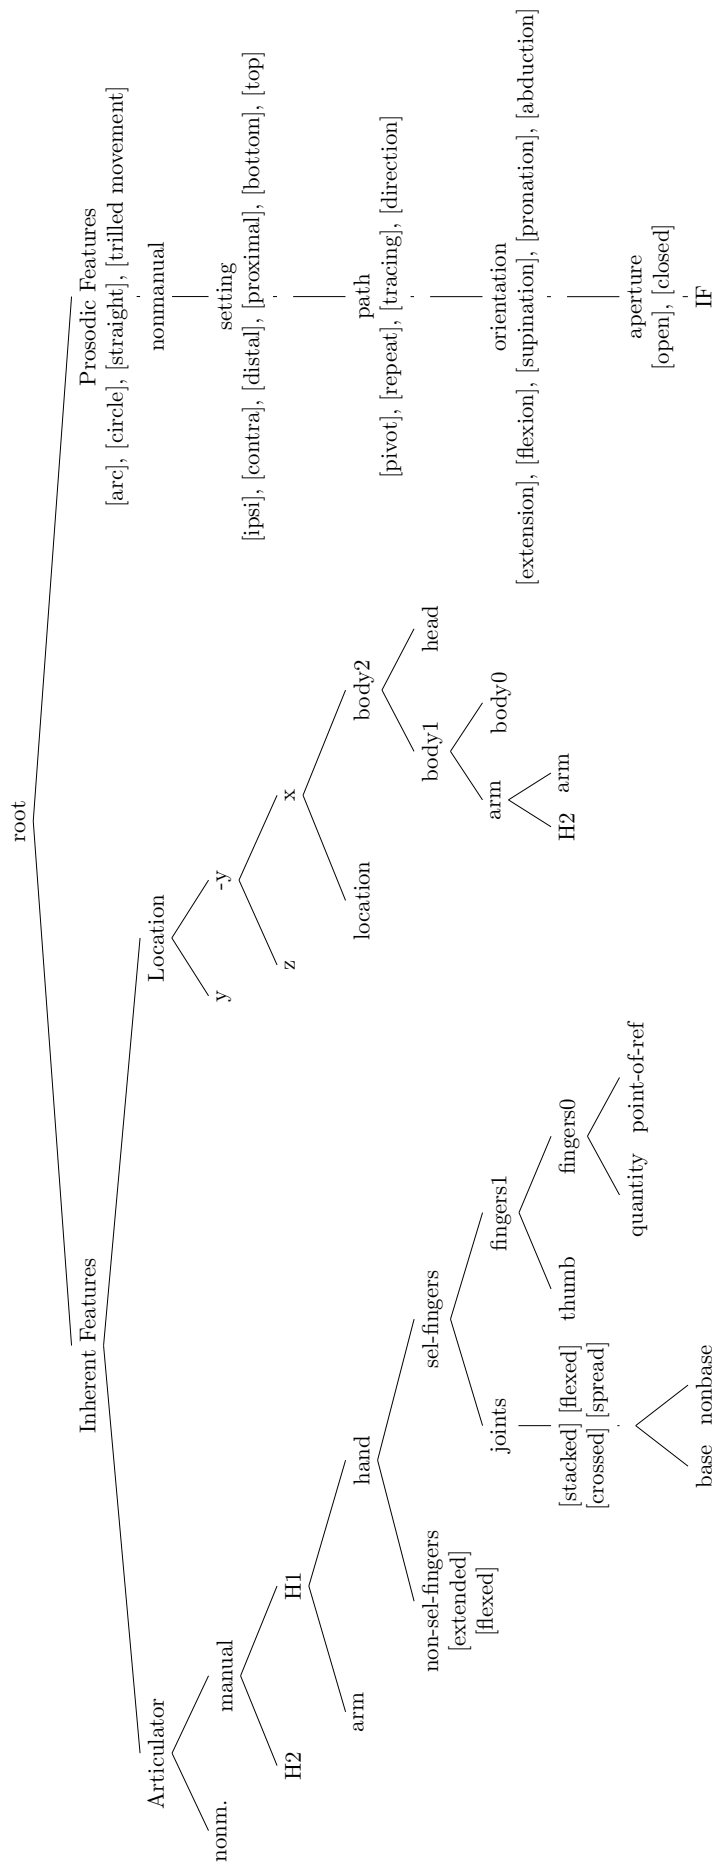 root
Inherent Features
Prosodic Features
[arc], [circle], [straight], [trilled movement]
Articulator
Location
nonmanual
nonm.
manual
y
-y
setting
[ipsi], [contra], [distal], [proximal], [bottom], [top]
H2
H1
z
x
arm
hand
location
body2
path
[pivot], [repeat], [tracing], [direction]
non-sel-fingers
[extended]
[flexed]
sel-fingers
body1
head
joints
fingers1
arm
body0
orientation
[extension], [flexion], [supination], [pronation], [abduction]
[stacked] [flexed]
[crossed] [spread]
thumb
fingers0
H2
arm
quantity
point-of-ref
aperture
[open], [closed]
base
nonbase
IF